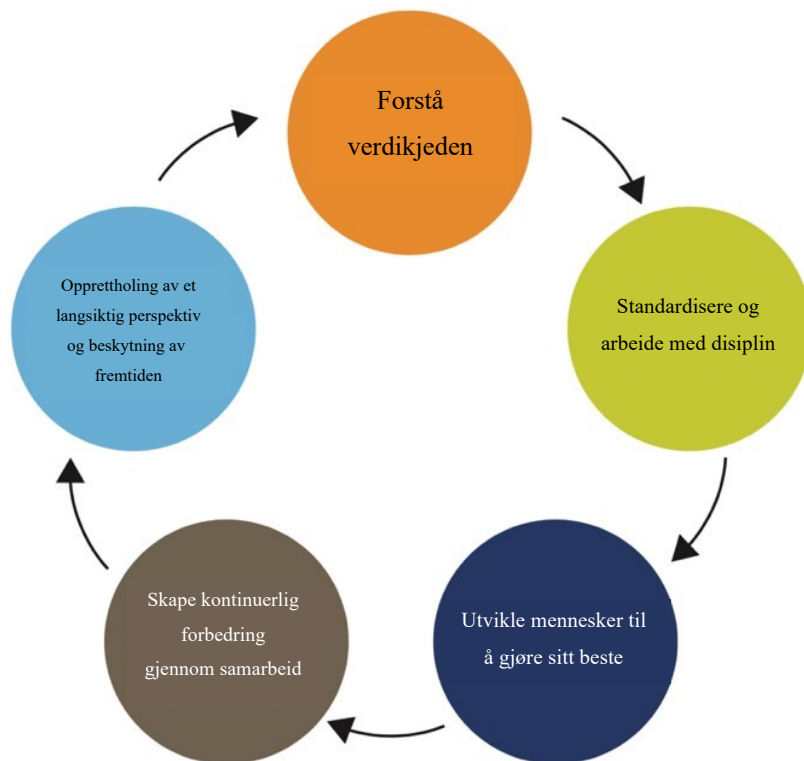 Forstå
verdikjeden
Standardisere og
arbeide med disiplin
Utvikle mennesker til
å gjøre sitt beste
Skape kontinuerlig
forbedring
gjennom samarbeid
Opprettholing av et
langsiktig perspektiv
og beskytning av
fremtiden